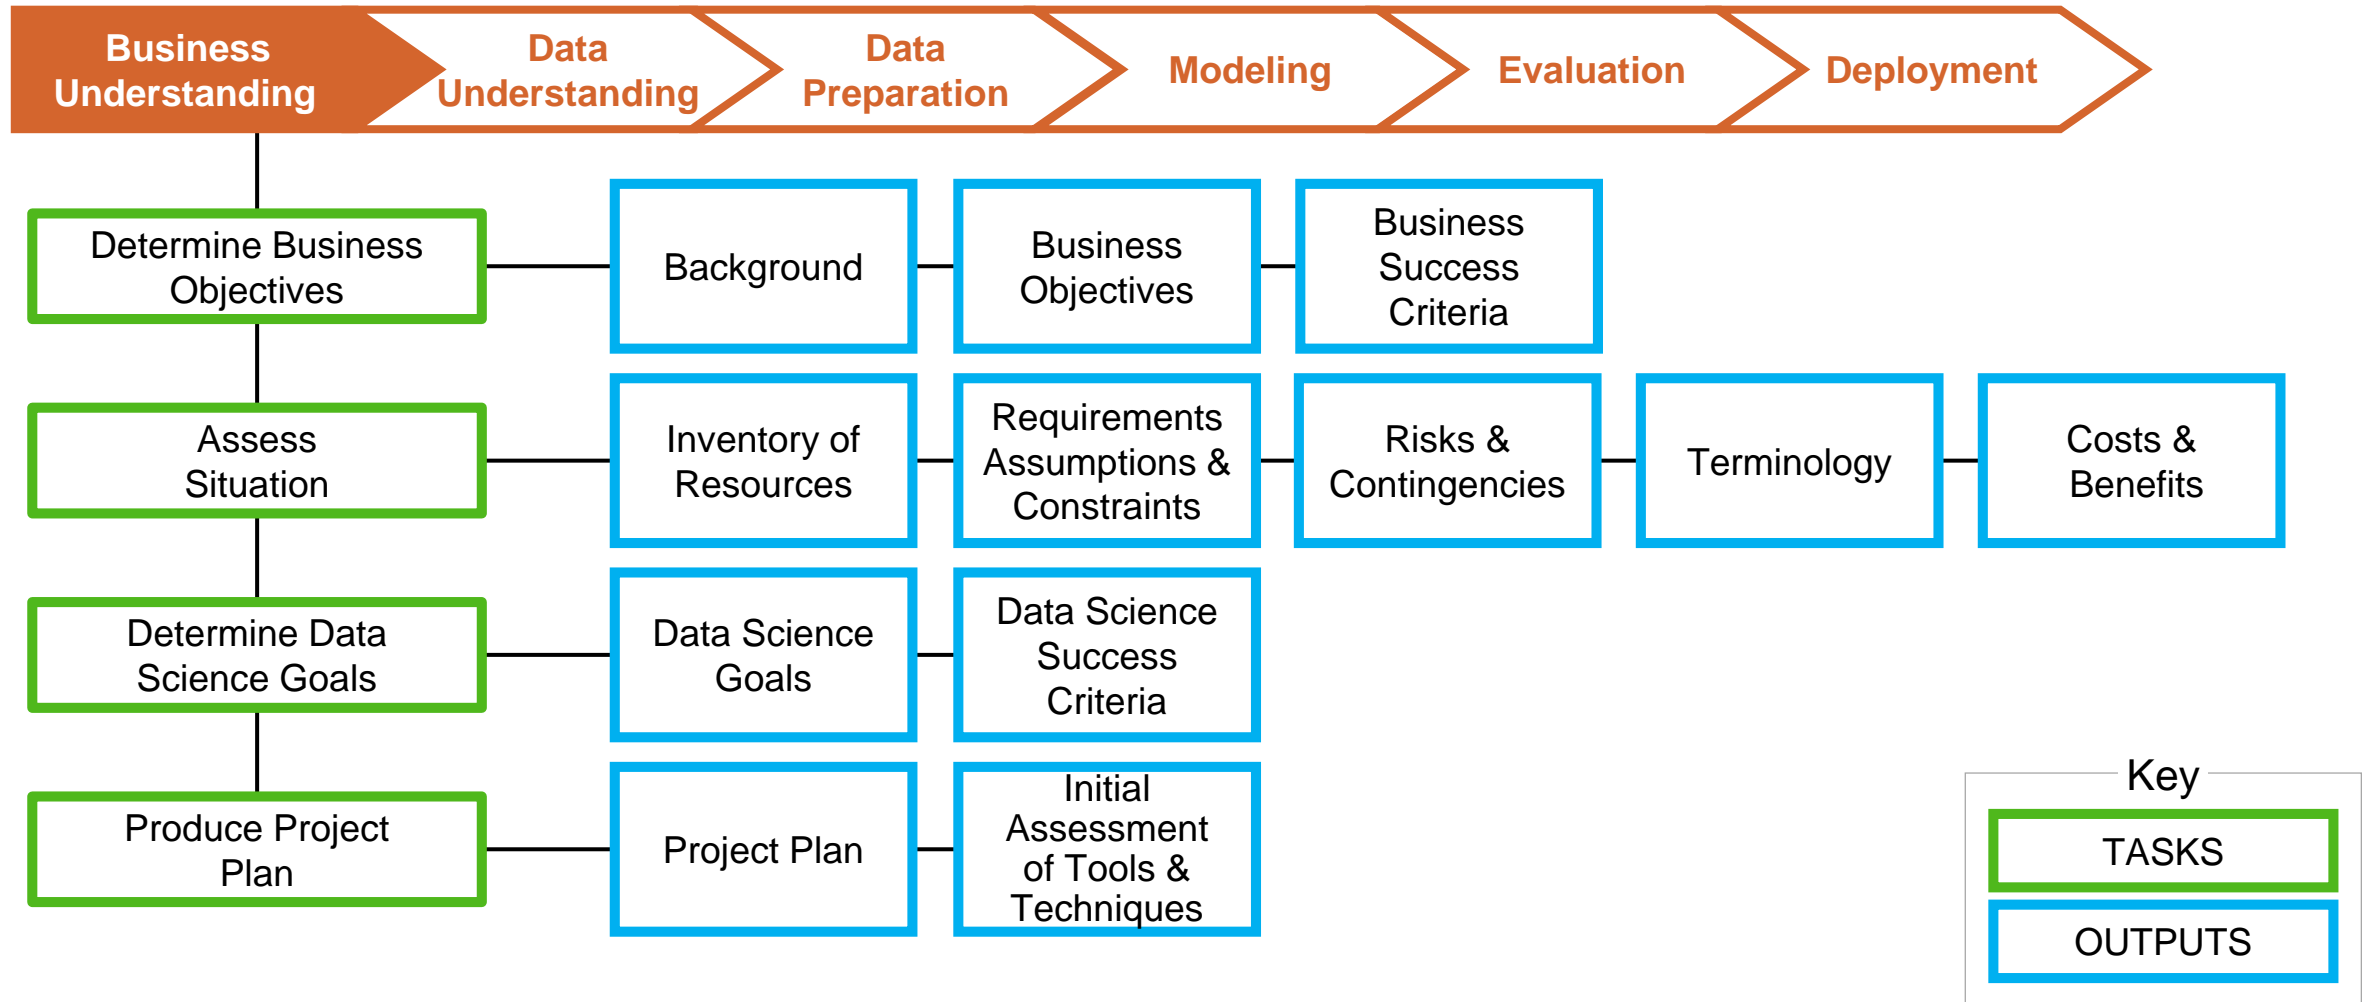 Business
Understanding
Data
Understanding
Data
Preparation
Modeling
Evaluation
Deployment
Determine Business
Objectives
Background
Business
Objectives
Business
Success
Criteria
Assess
Situation
Inventory of
Resources
Requirements
Assumptions &
Constraints
Risks &
Contingencies
Terminology
Costs &
Benefits
Determine Data
Science Goals
Data Science
Goals
Data Science
Success
Criteria
Produce Project
Plan
Project Plan
Initial
Assessment
of Tools &
Techniques
Key
TASKS
OUTPUTS